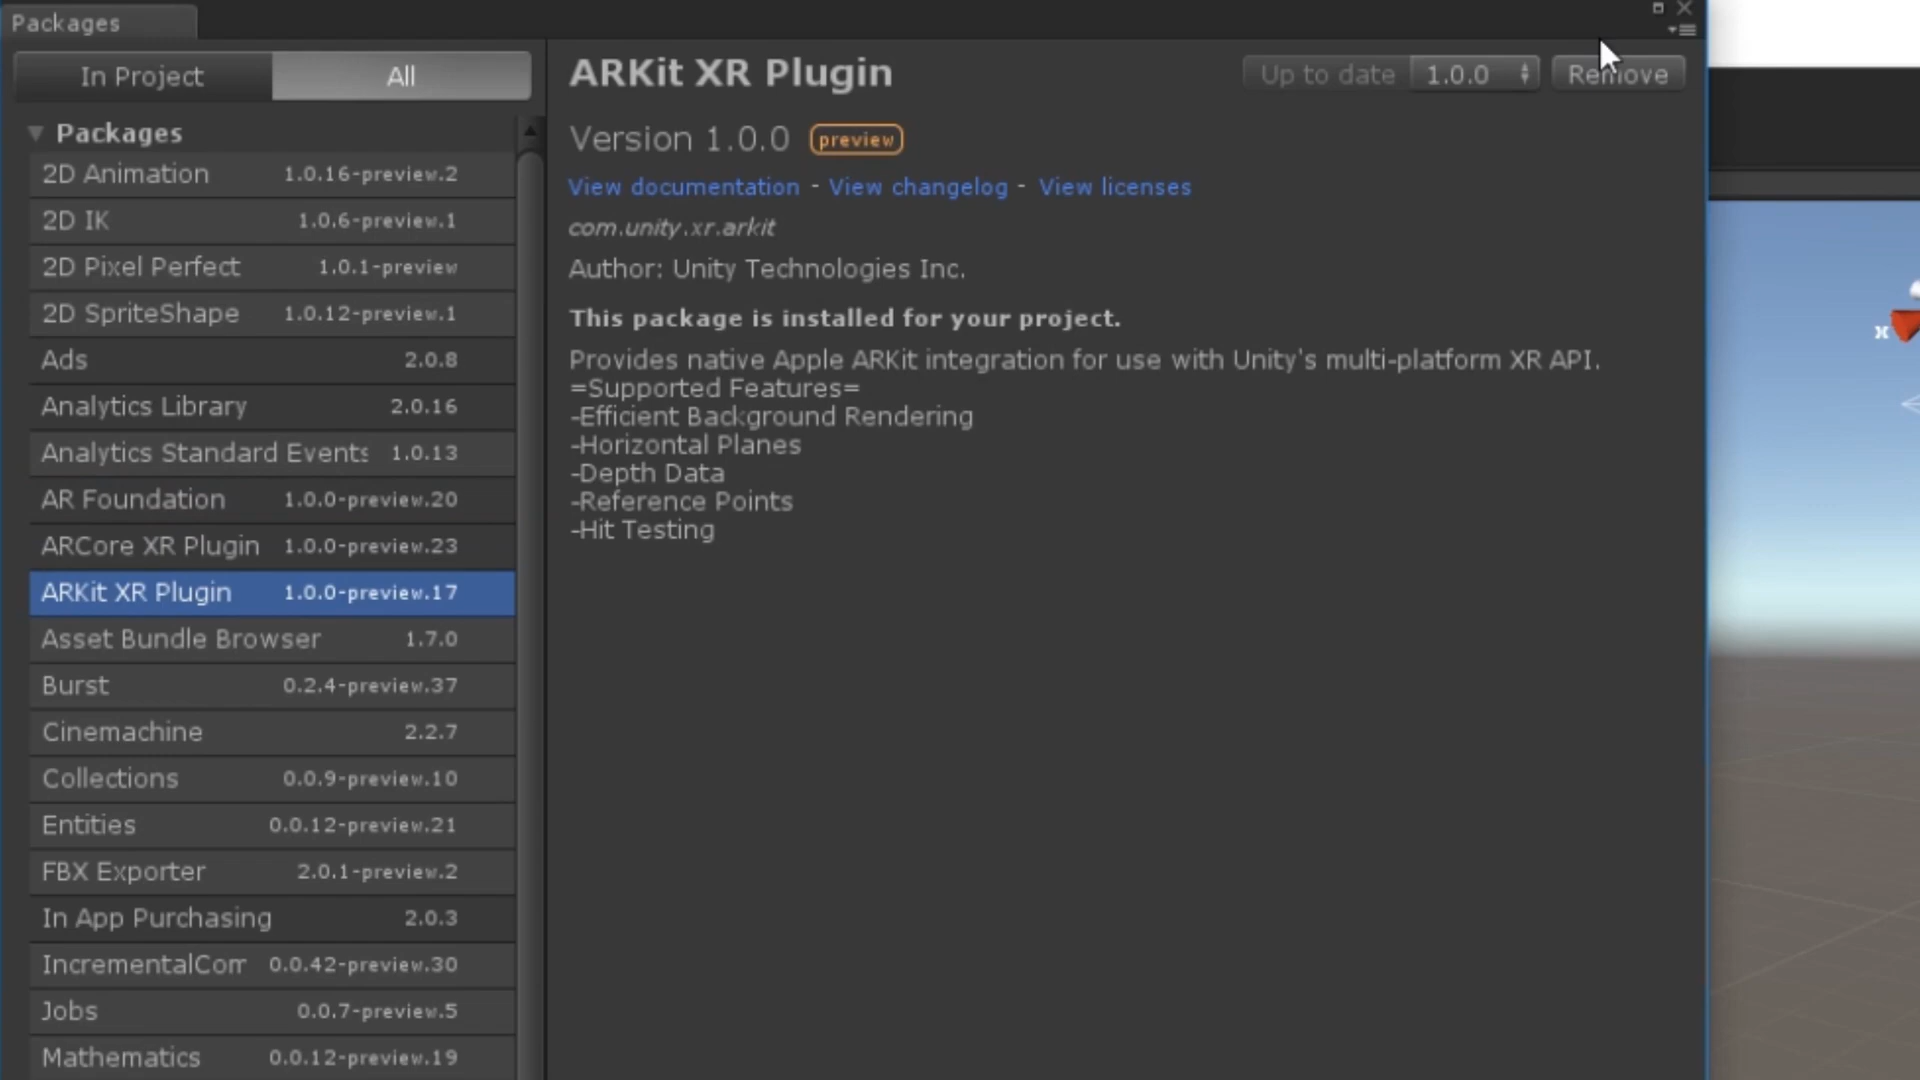 Packages
In Project
All
Packages
2D Animation 1.0.16-preview.2
2D IK 1.0.6-preview.1
2D Pixel Perfect 1.0.1-preview
2D SpriteShape 1.0.12-preview.1
Ads 2.0.8
Analytics Library 2.0.16
Analytics Standard Events 1.0.13
AR Foundation 1.0.0-preview.20
ARCore XR Plugin 1.0.0-preview.23
ARKit XR Plugin 1.0.0-preview.17
Asset Bundle Browser 1.7.0
Burst 0.2.4-preview.37
Cinemachine 2.2.7
Collections 0.0.9-preview.10
Entities 0.0.12-preview.21
FBX Exporter 2.0.1-preview.2
In App Purchasing 2.0.3
IncrementalCom 0.0.42-preview.30
Jobs 0.0.7-preview.5
Mathematics 0.0.12-preview.19
ARKit XR Plugin
Up to date 1.0.0 Remove
Version 1.0.0 preview
View documentation - View changelog - View licenses
com.unity.xr.arkit
Author: Unity Technologies Inc.
This package is installed for your project.
Provides native Apple ARKit integration for use with Unity's multi-platform XR API.
=Supported Features=
-Efficient Background Rendering
-Horizontal Planes
-Depth Data
-Reference Points
-Hit Testing
x